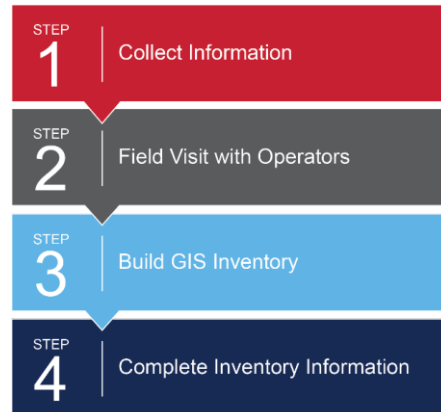 STEP
1
Collect Information
STEP
2
Field Visit with Operators
STEP
3
Build GIS Inventory
STEP
4
Complete Inventory Information